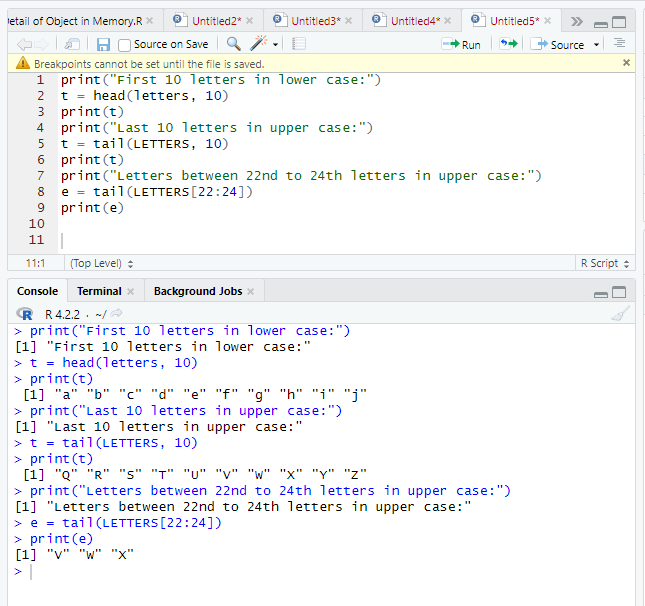 etail of Object in Memory.R × Untitled2* × Untitled3* × Untitled4* × Untitled5* × »
Source on Save Run Source
Breakpoints cannot be set until the file is saved. ×
1 print("First 10 letters in lower case:")
2 t = head(letters, 10)
3 print(t)
4 print("Last 10 letters in upper case:")
5 t = tail(LETTERS, 10)
6 print(t)
7 print("Letters between 22nd to 24th letters in upper case:")
8 e = tail(LETTERS[22:24])
9 print(e)
10
11
11:1 (Top Level) R Script
Console Terminal × Background Jobs ×
R R 4.2.2 · ~/
> print("First 10 letters in lower case:")
[1] "First 10 letters in lower case:"
> t = head(letters, 10)
> print(t)
[1] "a" "b" "c" "d" "e" "f" "g" "h" "i" "j"
> print("Last 10 letters in upper case:")
[1] "Last 10 letters in upper case:"
> t = tail(LETTERS, 10)
> print(t)
[1] "Q" "R" "S" "T" "U" "V" "W" "X" "Y" "Z"
> print("Letters between 22nd to 24th letters in upper case:")
[1] "Letters between 22nd to 24th letters in upper case:"
> e = tail(LETTERS[22:24])
> print(e)
[1] "V" "W" "X"
>